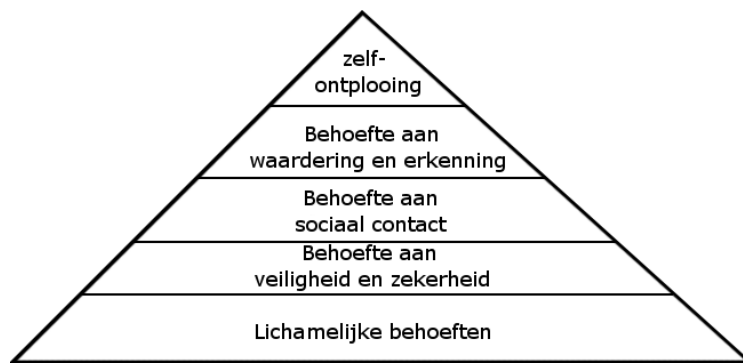 zelf-
ontplooing
Behoefte aan
waardering en erkenning
Behoefte aan
sociaal contact
Behoefte aan
veiligheid en zekerheid
Lichamelijke behoeften